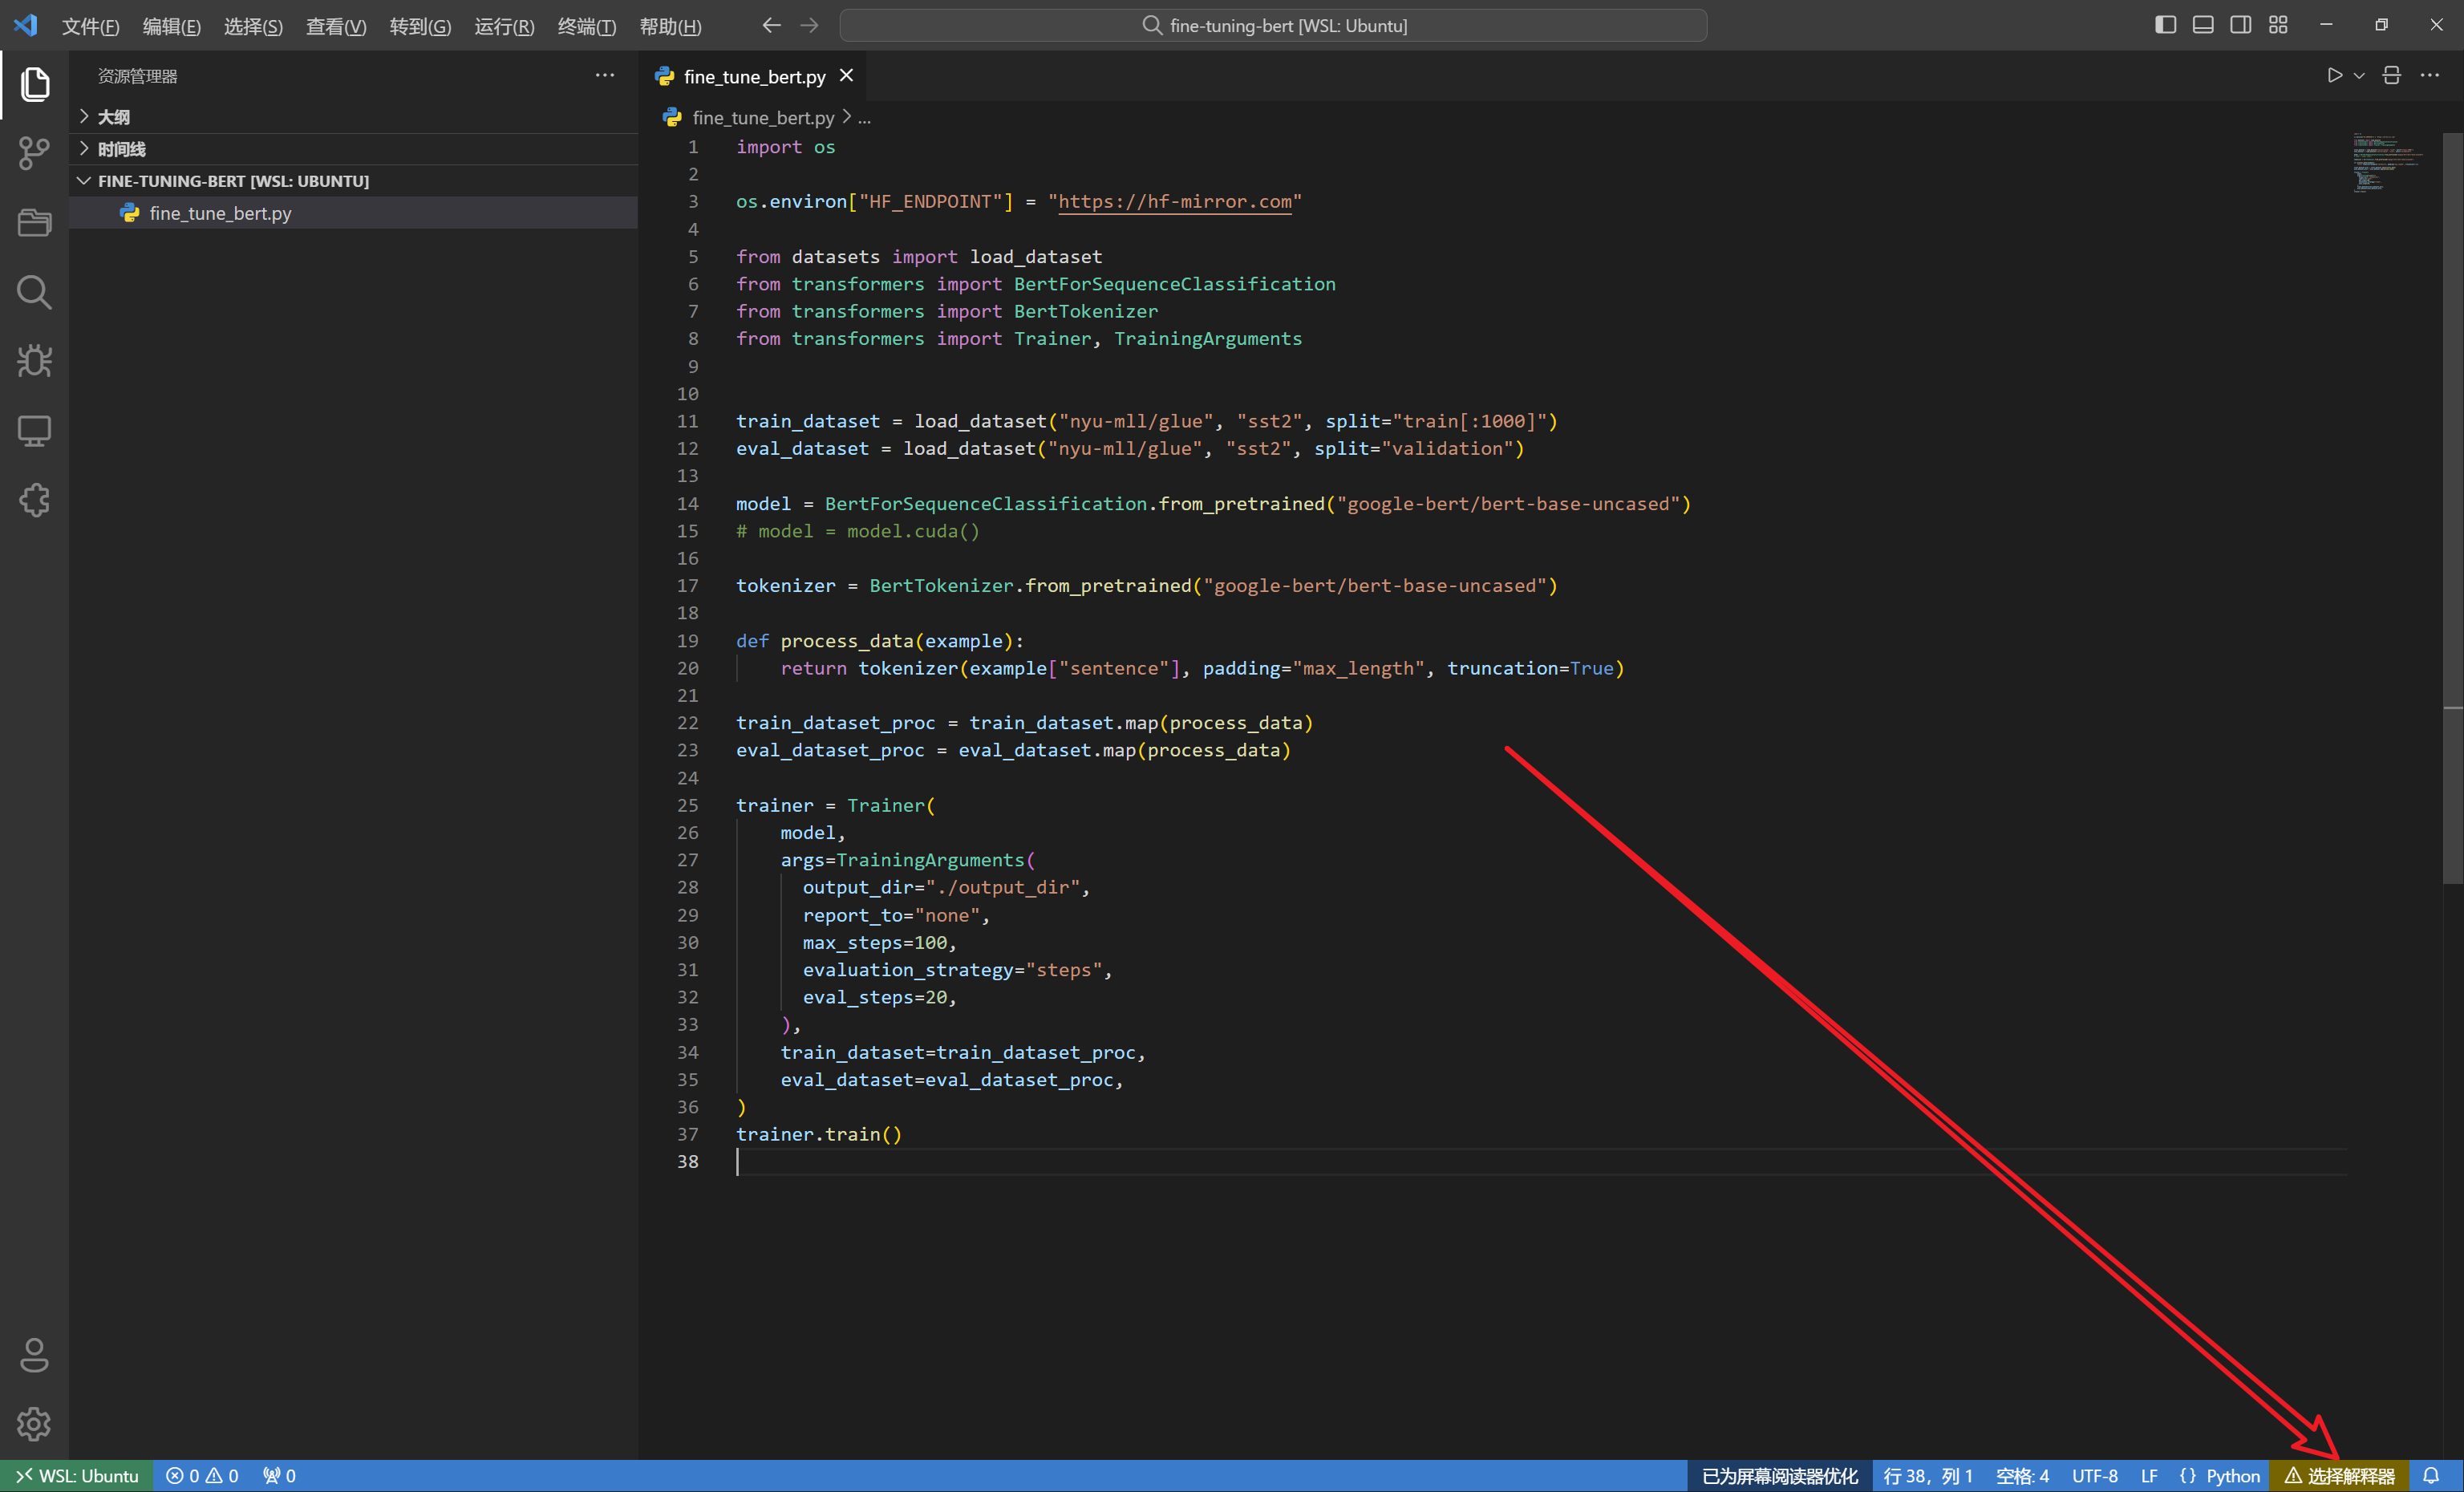 文件(F) 编辑(E) 选择(S) 查看(V) 转到(G) 运行(R) 终端(T) 帮助(H)
fine-tuning-bert [WSL: Ubuntu]
资源管理器
大纲
时间线
FINE-TUNING-BERT [WSL: UBUNTU]
fine_tune_bert.py
fine_tune_bert.py
fine_tune_bert.py > ...
1 import os
2
3 os.environ["HF_ENDPOINT"] = "https://hf-mirror.com"
4
5 from datasets import load_dataset
6 from transformers import BertForSequenceClassification
7 from transformers import BertTokenizer
8 from transformers import Trainer, TrainingArguments
9
10
11 train_dataset = load_dataset("nyu-mll/glue", "sst2", split="train[:1000]")
12 eval_dataset = load_dataset("nyu-mll/glue", "sst2", split="validation")
13
14 model = BertForSequenceClassification.from_pretrained("google-bert/bert-base-uncased")
15 # model = model.cuda()
16
17 tokenizer = BertTokenizer.from_pretrained("google-bert/bert-base-uncased")
18
19 def process_data(example):
20     return tokenizer(example["sentence"], padding="max_length", truncation=True)
21
22 train_dataset_proc = train_dataset.map(process_data)
23 eval_dataset_proc = eval_dataset.map(process_data)
24
25 trainer = Trainer(
26     model,
27     args=TrainingArguments(
28       output_dir="./output_dir",
29       report_to="none",
30       max_steps=100,
31       evaluation_strategy="steps",
32       eval_steps=20,
33     ),
34     train_dataset=train_dataset_proc,
35     eval_dataset=eval_dataset_proc,
36 )
37 trainer.train()
38
WSL: Ubuntu 0 0 0 已为屏幕阅读器优化 行 38，列 1 空格: 4 UTF-8 LF {} Python 选择解释器